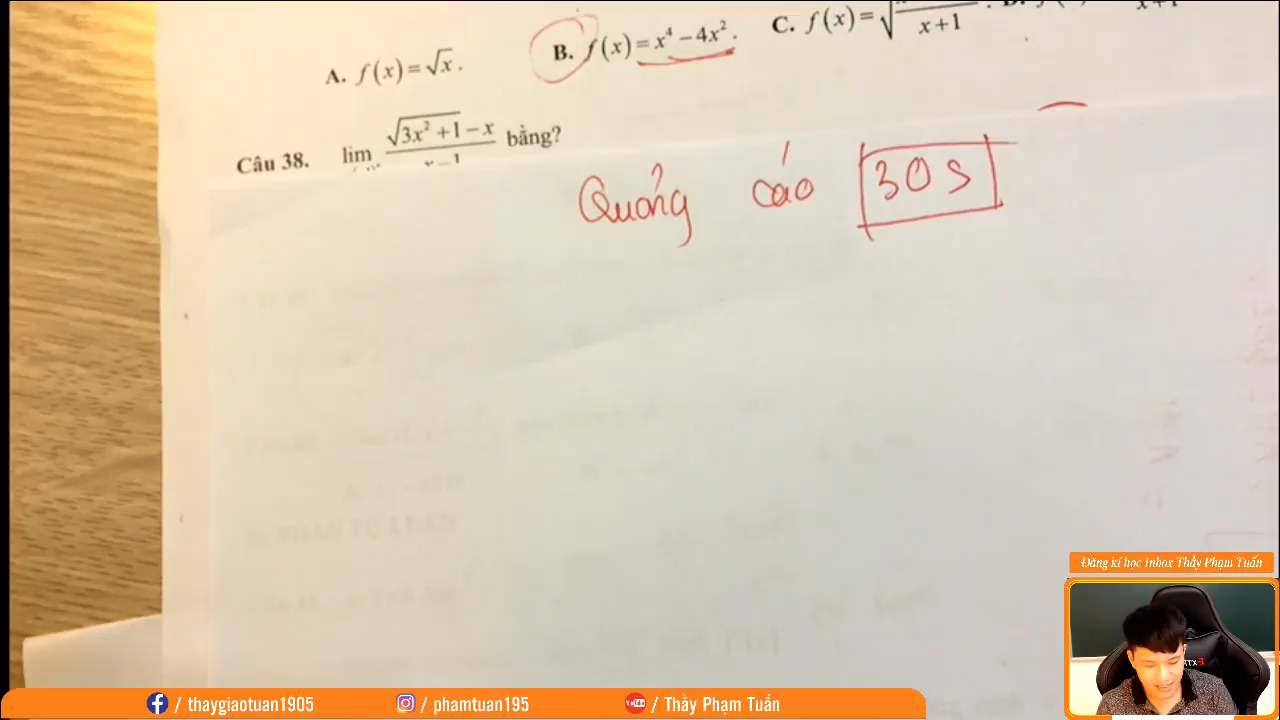 A. f(x)=√x.
B. f(x)=x⁴−4x².
C. f(x)=√ x+1
Câu 38. lim √3x²+1−x / x−1 bằng?
Quảng cáo 30s
Đăng kí học Inbox Thầy Phạm Tuấn
/ thaygiaotuan1905
/ phamtuan195
/ Thầy Phạm Tuấn